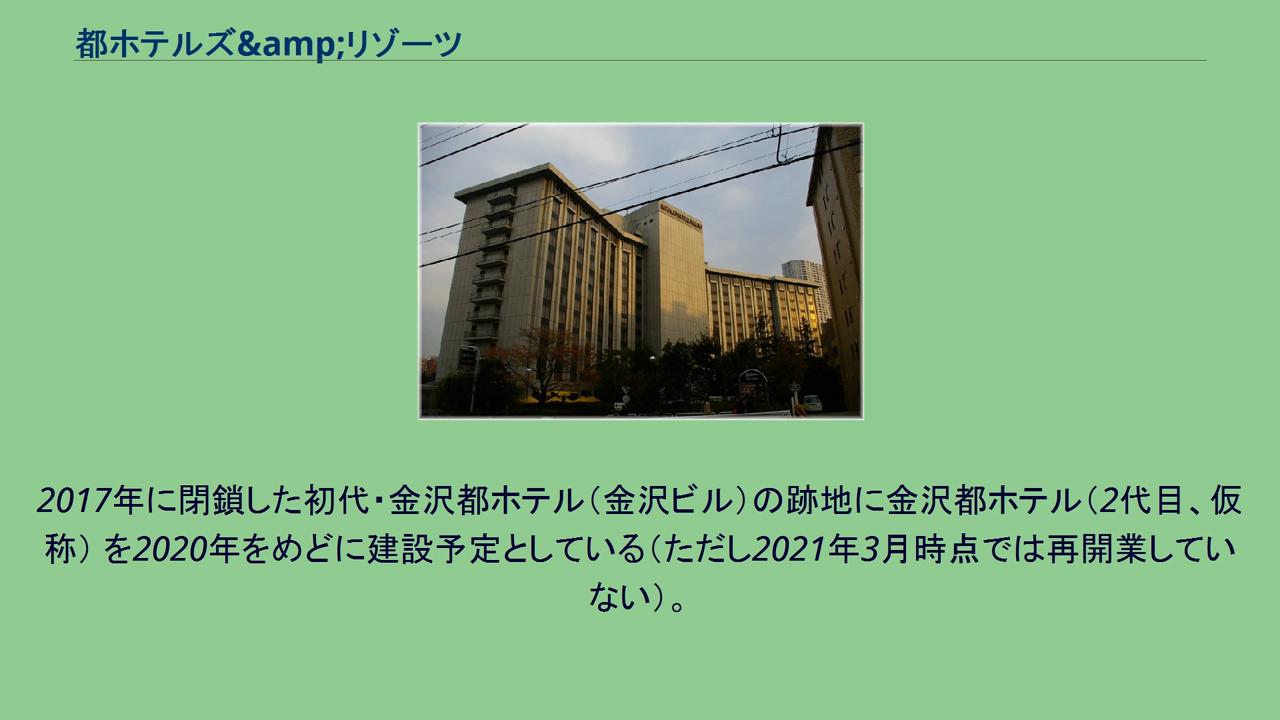 都ホテルズ&amp;リゾーツ
2017年に閉鎖した初代・金沢都ホテル（金沢ビル）の跡地に金沢都ホテル（2代目、仮
称） を2020年をめどに建設予定としている（ただし2021年3月時点では再開業してい
ない）。